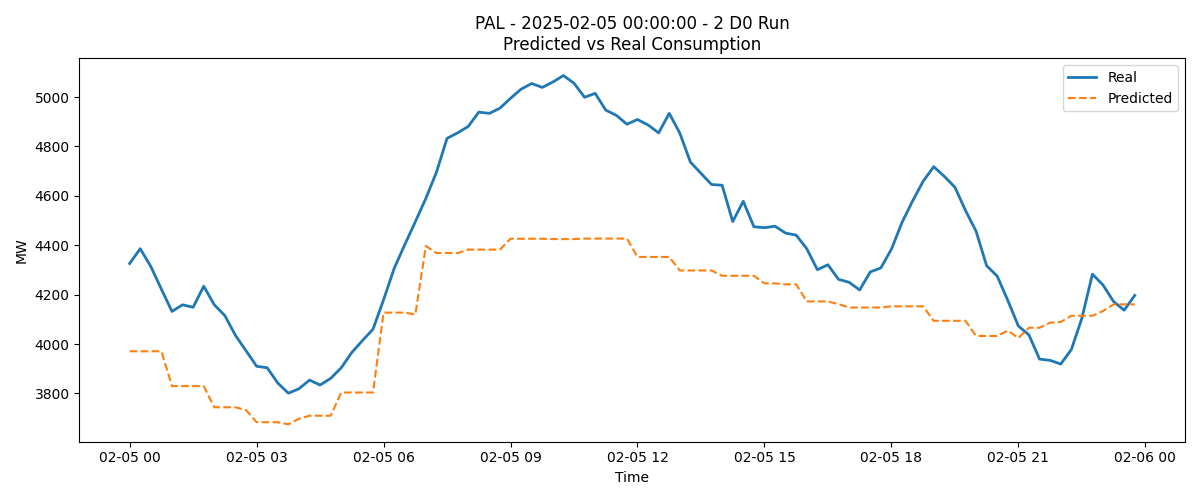 PAL - 2025-02-05 00:00:00 - 2 D0 Run
Predicted vs Real Consumption
Real
Predicted
MW
5000
4800
4600
4400
4200
4000
3800
02-05 00
02-05 03
02-05 06
02-05 09
02-05 12
02-05 15
02-05 18
02-05 21
02-06 00
Time